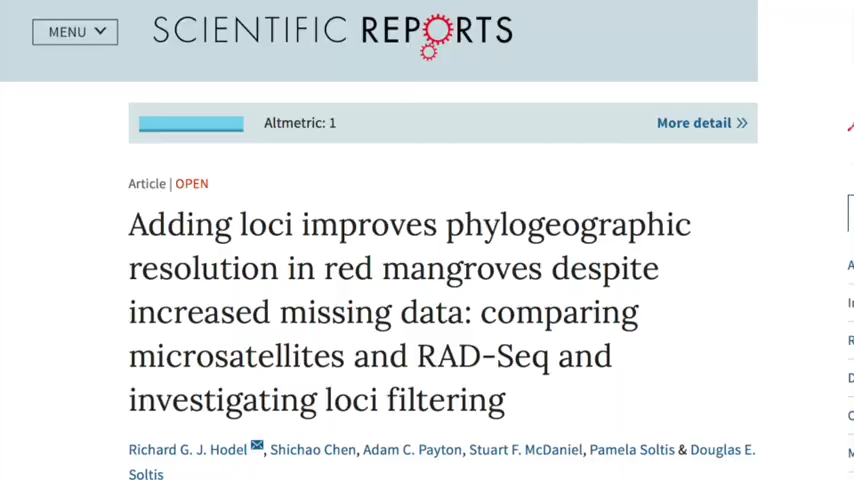 MENU
SCIENTIFIC REPORTS
Altmetric: 1
More detail »
Article | OPEN
Adding loci improves phylogeographic
resolution in red mangroves despite
increased missing data: comparing
microsatellites and RAD-Seq and
investigating loci filtering
Richard G. J. Hodel, Shichao Chen, Adam C. Payton, Stuart F. McDaniel, Pamela Soltis & Douglas E.
Soltis